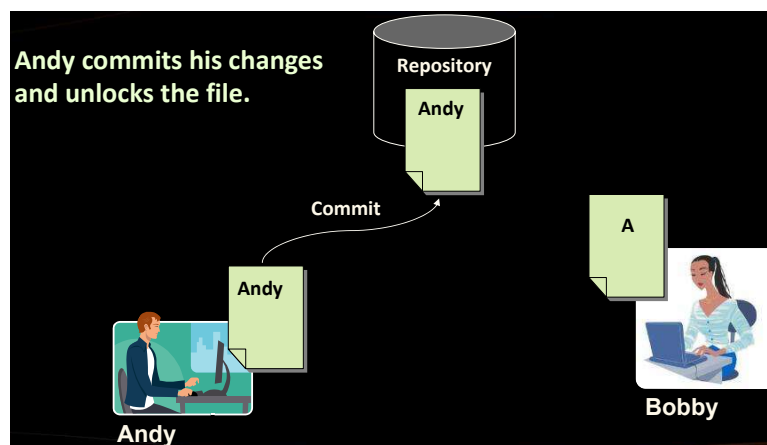 Andy commits his changes
and unlocks the file.
Repository
Andy
Commit
A
Andy
Andy
Bobby